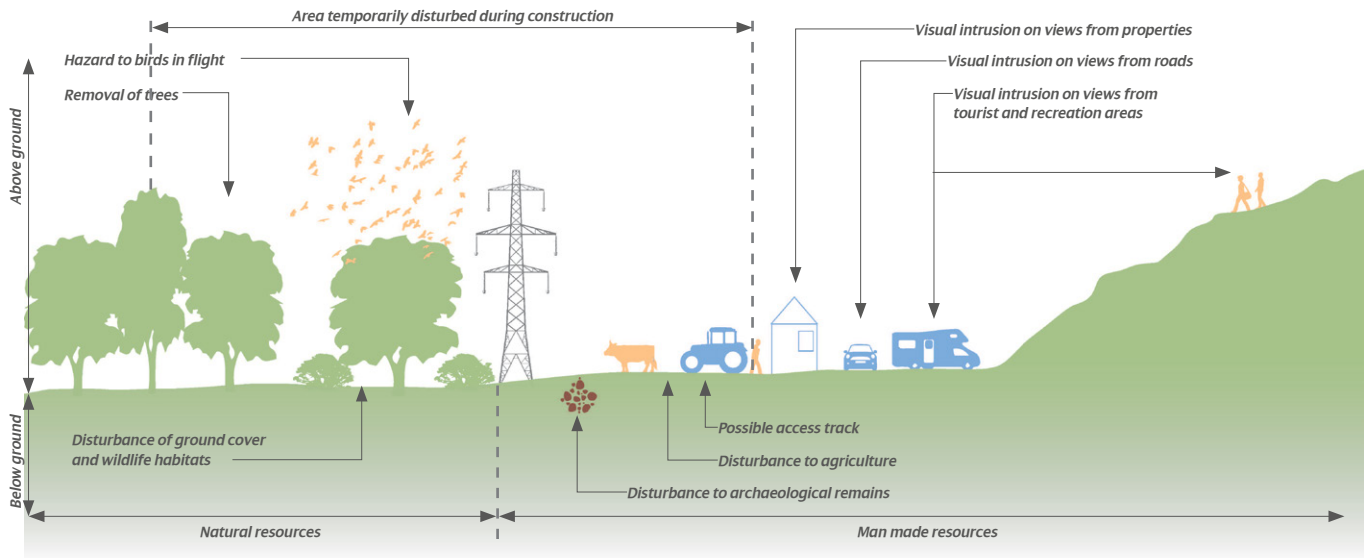 Area temporarily disturbed during construction
Visual intrusion on views from properties
Hazard to birds in flight
Visual intrusion on views from roads
Removal of trees
Visual intrusion on views from
tourist and recreation areas
Above ground
Below ground
Disturbance of ground cover
and wildlife habitats
Possible access track
Disturbance to agriculture
Disturbance to archaeological remains
Natural resources
Man made resources